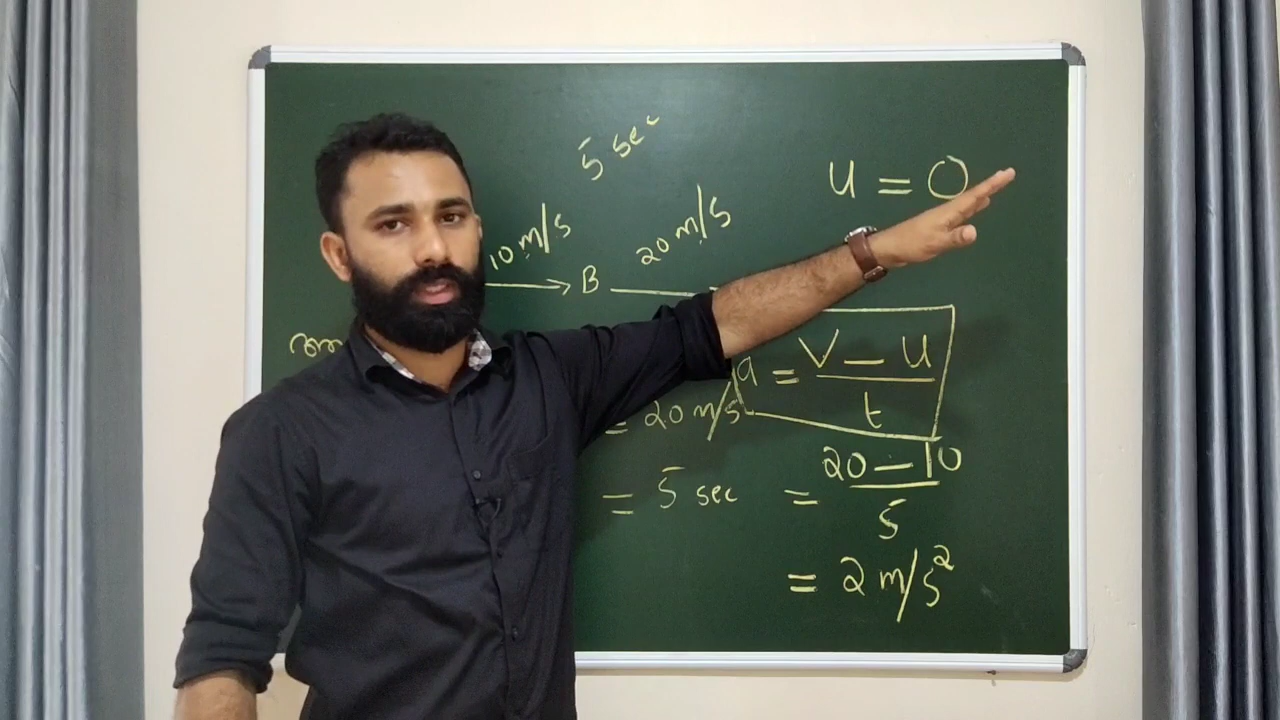 5 sec
u = 0
10 m/s
20 m/s
B
a = v - u / t
= 20 m/s
= 5 sec
= 20 - 10 / 5
= 2 m/s²